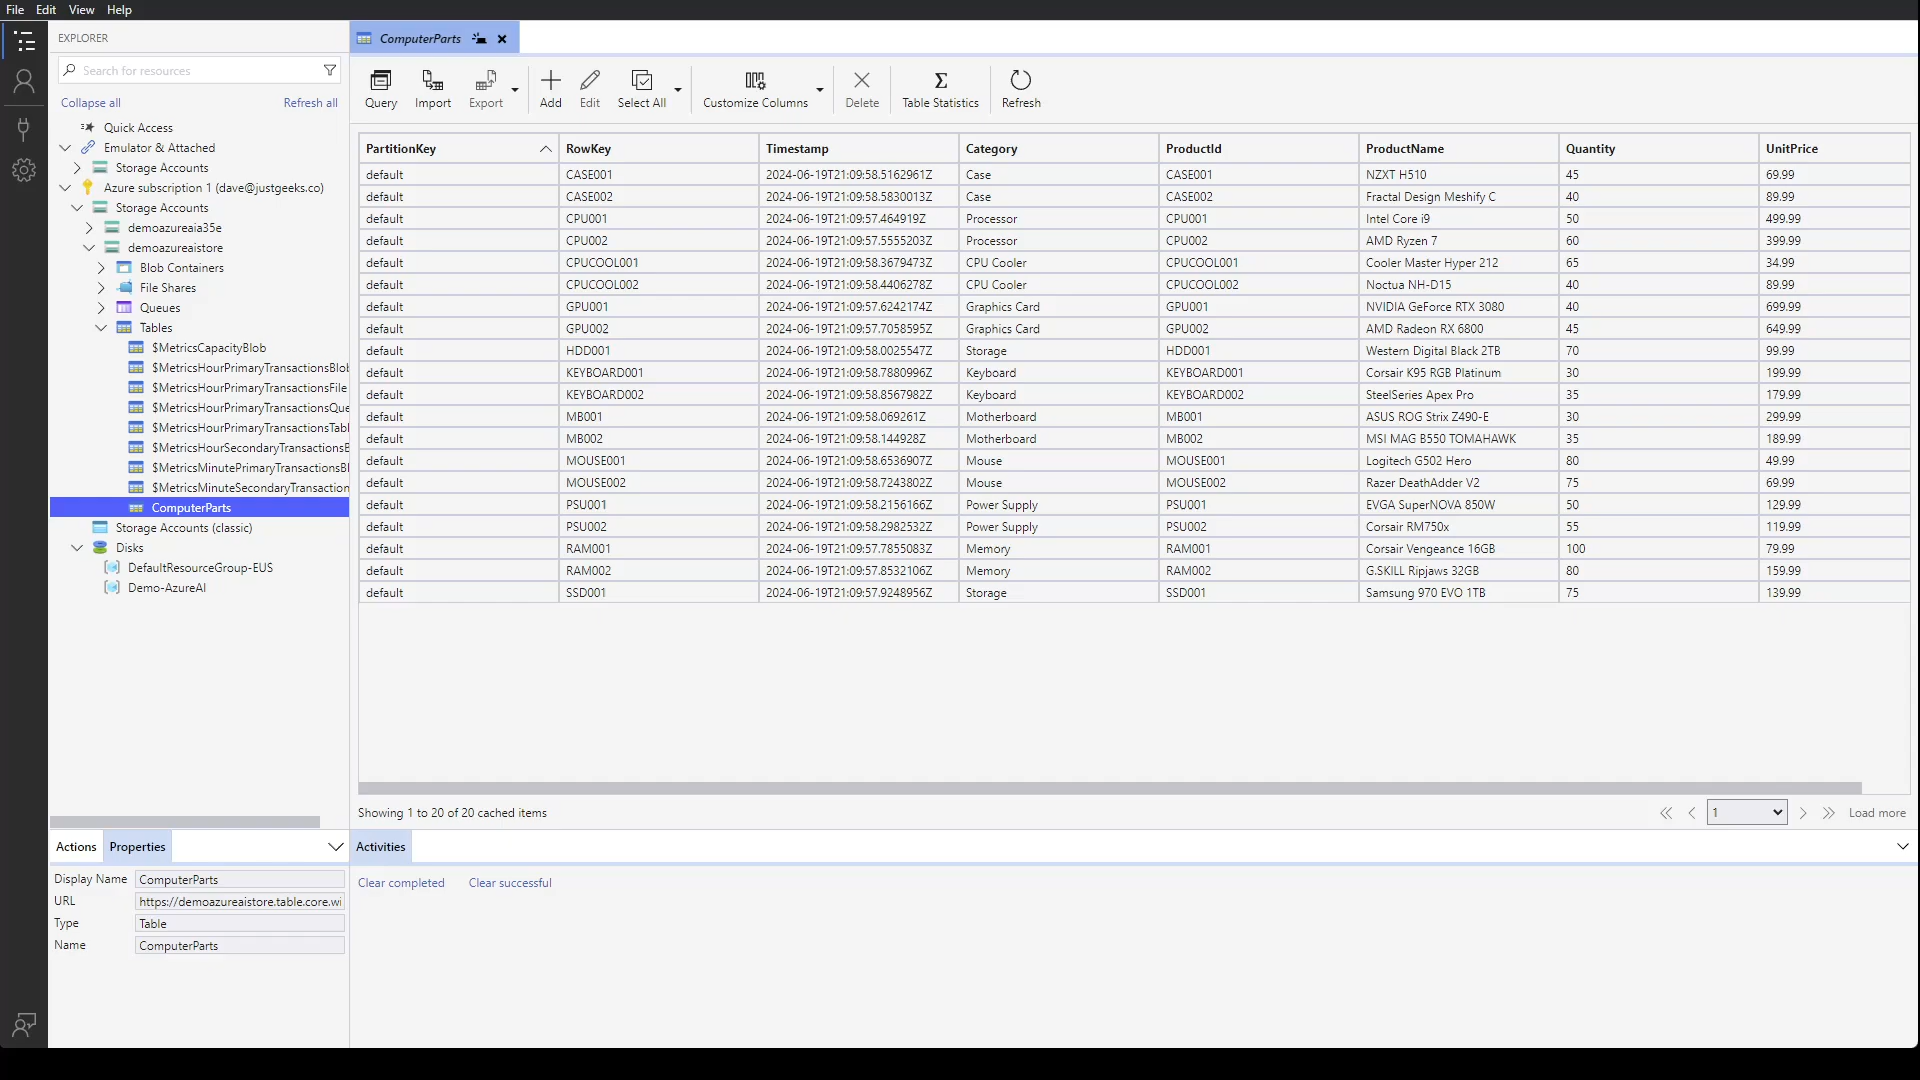 File Edit View Help
EXPLORER
Search for resources
Collapse all Refresh all
Quick Access
Emulator & Attached
Storage Accounts
Azure subscription 1 (dave@justgeeks.co)
Storage Accounts
demoazureaia35e
demoazureaistore
Blob Containers
File Shares
Queues
Tables
$MetricsCapacityBlob
$MetricsHourPrimaryTransactionsBlob
$MetricsHourPrimaryTransactionsFile
$MetricsHourPrimaryTransactionsQue
$MetricsHourPrimaryTransactionsTabl
$MetricsHourSecondaryTransactionsB
$MetricsMinutePrimaryTransactionsBl
$MetricsMinuteSecondaryTransaction
ComputerParts
Storage Accounts (classic)
Disks
DefaultResourceGroup-EUS
Demo-AzureAI
Actions Properties
Display Name ComputerParts
URL https://demoazureaistore.table.core.wi
Type Table
Name ComputerParts
ComputerParts
Query Import Export Add Edit Select All Customize Columns Delete Table Statistics Refresh
PartitionKey RowKey Timestamp Category ProductId ProductName Quantity UnitPrice
default CASE001 2024-06-19T21:09:58.5162961Z Case CASE001 NZXT H510 45 69.99
default CASE002 2024-06-19T21:09:58.5830013Z Case CASE002 Fractal Design Meshify C 40 89.99
default CPU001 2024-06-19T21:09:57.464919Z Processor CPU001 Intel Core i9 50 499.99
default CPU002 2024-06-19T21:09:57.5555203Z Processor CPU002 AMD Ryzen 7 60 399.99
default CPUCOOL001 2024-06-19T21:09:58.3679473Z CPU Cooler CPUCOOL001 Cooler Master Hyper 212 65 34.99
default CPUCOOL002 2024-06-19T21:09:58.4406278Z CPU Cooler CPUCOOL002 Noctua NH-D15 40 89.99
default GPU001 2024-06-19T21:09:57.6242174Z Graphics Card GPU001 NVIDIA GeForce RTX 3080 40 699.99
default GPU002 2024-06-19T21:09:57.7058595Z Graphics Card GPU002 AMD Radeon RX 6800 45 649.99
default HDD001 2024-06-19T21:09:58.0025547Z Storage HDD001 Western Digital Black 2TB 70 99.99
default KEYBOARD001 2024-06-19T21:09:58.7880996Z Keyboard KEYBOARD001 Corsair K95 RGB Platinum 30 199.99
default KEYBOARD002 2024-06-19T21:09:58.8567982Z Keyboard KEYBOARD002 SteelSeries Apex Pro 35 179.99
default MB001 2024-06-19T21:09:58.069261Z Motherboard MB001 ASUS ROG Strix Z490-E 30 299.99
default MB002 2024-06-19T21:09:58.144928Z Motherboard MB002 MSI MAG B550 TOMAHAWK 35 189.99
default MOUSE001 2024-06-19T21:09:58.6536907Z Mouse MOUSE001 Logitech G502 Hero 80 49.99
default MOUSE002 2024-06-19T21:09:58.7243802Z Mouse MOUSE002 Razer DeathAdder V2 75 69.99
default PSU001 2024-06-19T21:09:58.2156166Z Power Supply PSU001 EVGA SuperNOVA 850W 50 129.99
default PSU002 2024-06-19T21:09:58.2982532Z Power Supply PSU002 Corsair RM750x 55 119.99
default RAM001 2024-06-19T21:09:57.7855083Z Memory RAM001 Corsair Vengeance 16GB 100 79.99
default RAM002 2024-06-19T21:09:57.8532106Z Memory RAM002 G.SKILL Ripjaws 32GB 80 159.99
default SSD001 2024-06-19T21:09:57.9248956Z Storage SSD001 Samsung 970 EVO 1TB 75 139.99
Showing 1 to 20 of 20 cached items
1 Load more
Activities
Clear completed Clear successful